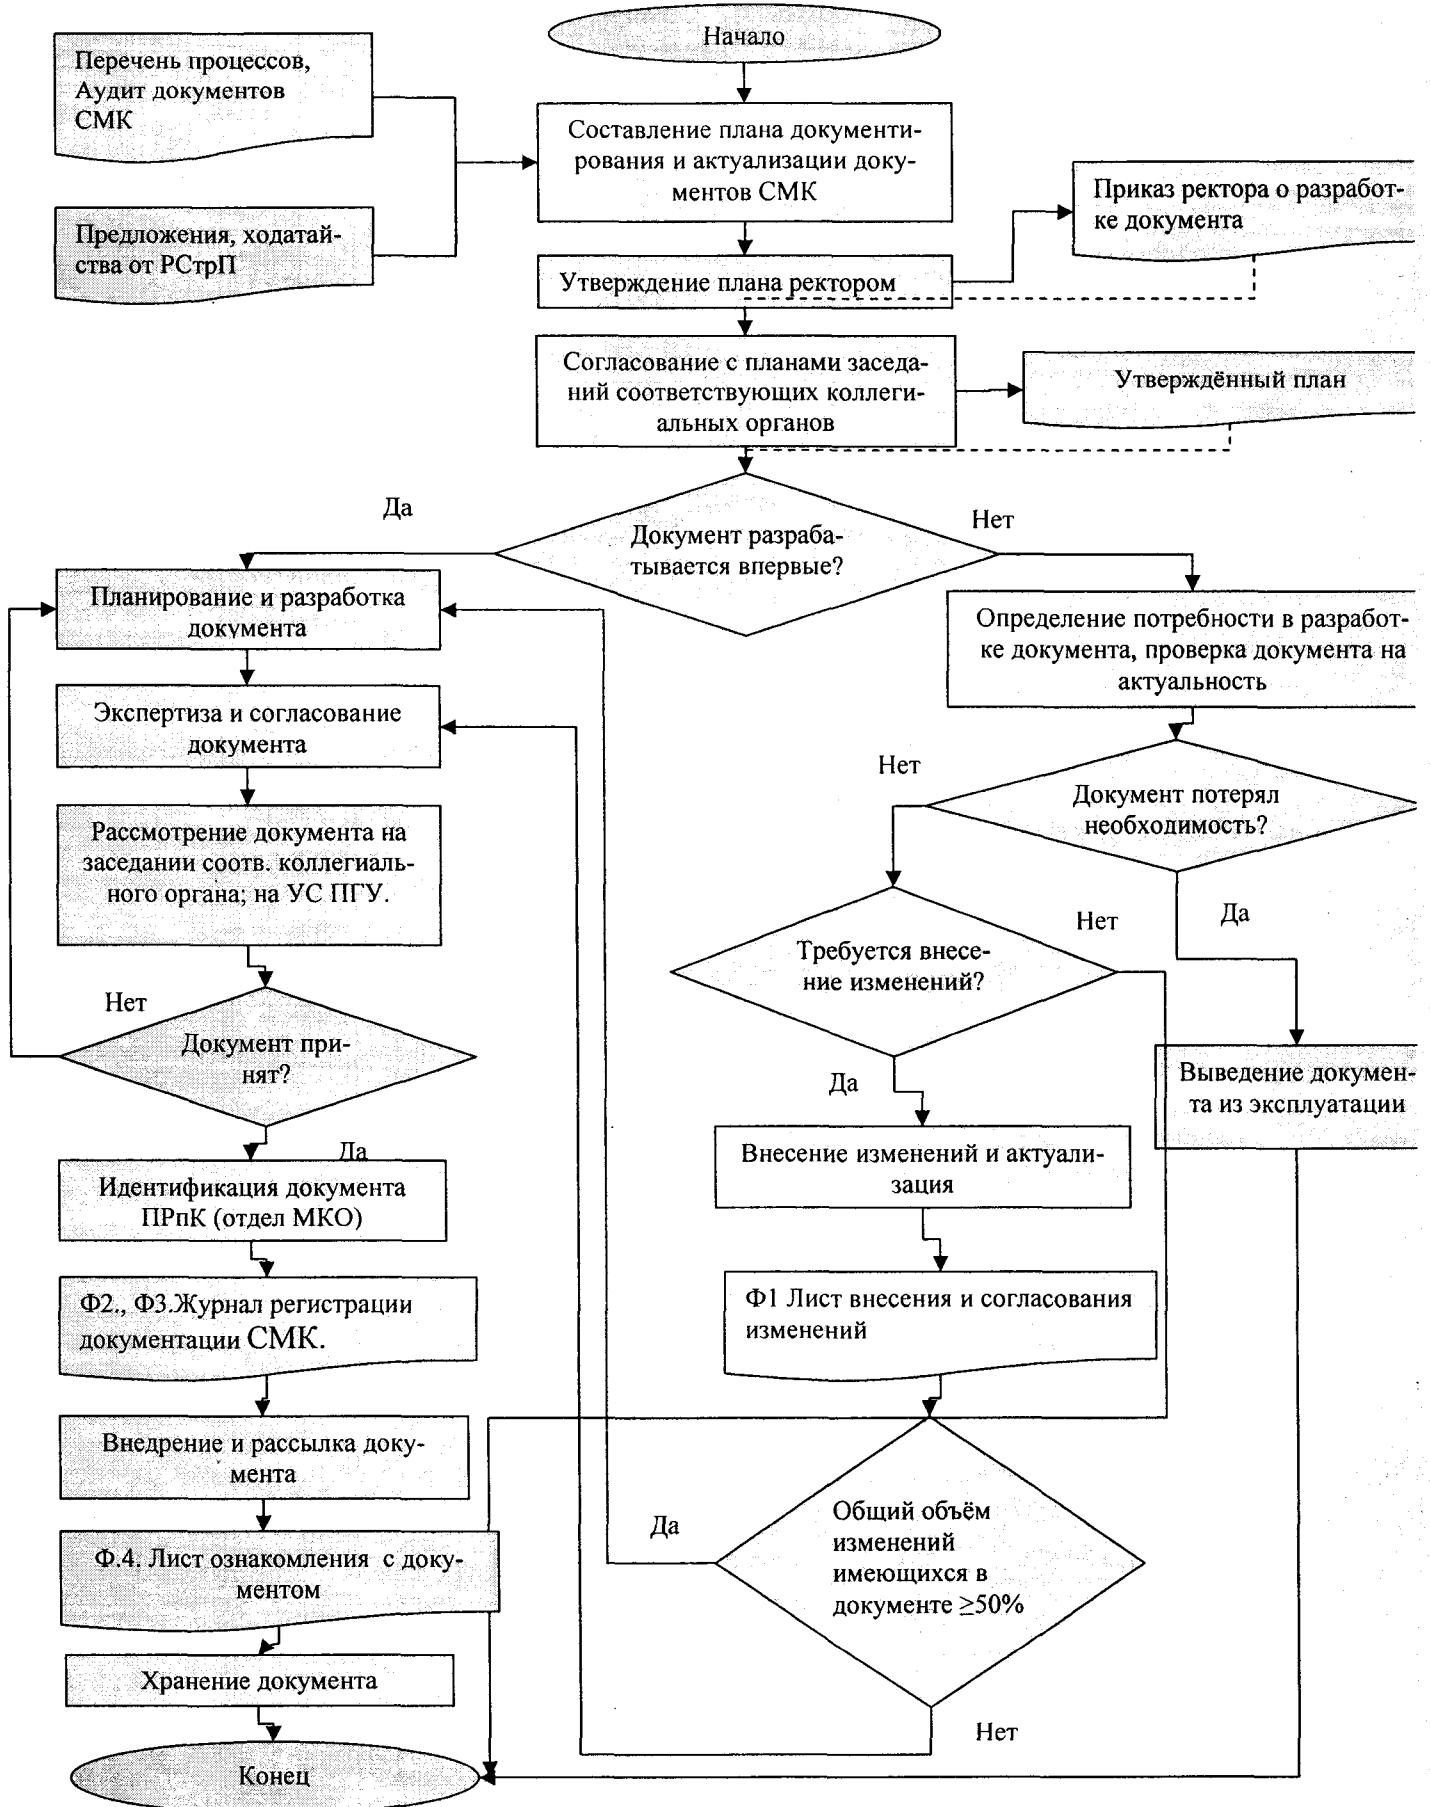 Начало
Перечень процессов,
Аудит документов
СМК
Составление плана документи-
рования и актуализации доку-
ментов СМК
Приказ ректора о разработ-
ке документа
Предложения, ходатай-
ства от РСтрП
Утверждение плана ректором
Согласование с планами заседа-
ний соответствующих коллеги-
альных органов
Утверждённый план
Да
Нет
Документ разраба-
тывается впервые?
Планирование и разработка
документа
Определение потребности в разработ-
ке документа, проверка документа на
актуальность
Экспертиза и согласование
документа
Нет
Документ потерял
необходимость?
Рассмотрение документа на
заседании соотв. коллегиаль-
ного органа; на УС ПГУ.
Да
Нет
Требуется внесе-
ние изменений?
Нет
Документ при-
нят?
Да
Выведение докумен-
та из эксплуатации
Да
Внесение изменений и актуали-
зация
Идентификация документа
ПРпК (отдел МКО)
Ф2., Ф3.Журнал регистрации
документации СМК.
Ф1 Лист внесения и согласования
изменений
Внедрение и рассылка доку-
мента
Да
Общий объём
изменений
имеющихся в
документе ≥50%
Ф.4. Лист ознакомления с доку-
ментом
Хранение документа
Нет
Конец